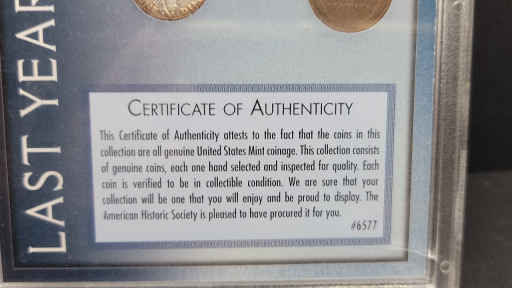 LAST YEAR
CERTIFICATE OF AUTHENTICITY
This Certificate of Authenticity attests to the fact that the coins in this
collection are all genuine United States Mint coinage. This collection consists
of genuine coins, each one hand selected and inspected for quality. Each
coin is verified to be in collectible condition. We are sure that your
collection will be one that you will enjoy and be proud to display. The
American Historic Society is pleased to have procured it for you.
#6577